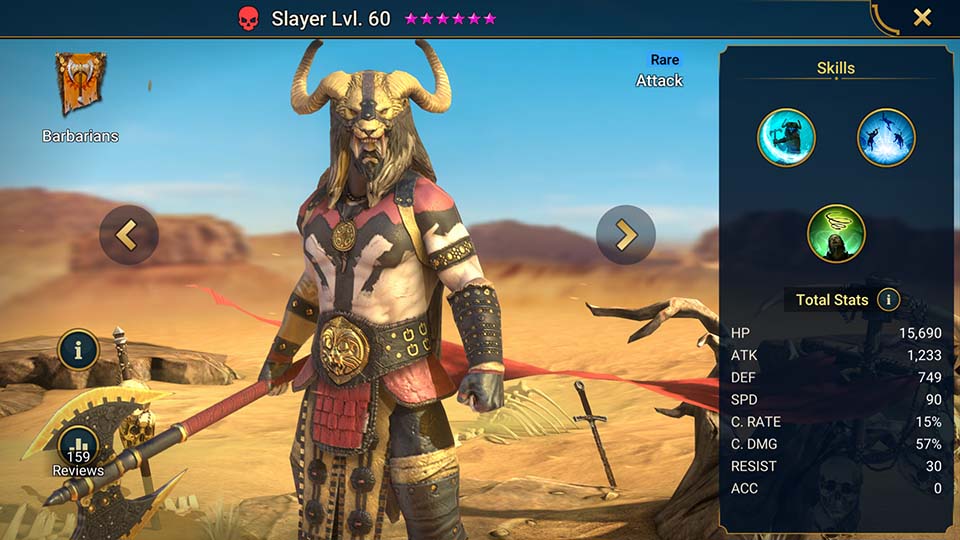 Slayer Lvl. 60
Barbarians
Rare
Attack
Skills
159
Reviews
Total Stats i
HP 15,690
ATK 1,233
DEF 749
SPD 90
C. RATE 15%
C. DMG 57%
RESIST 30
ACC 0